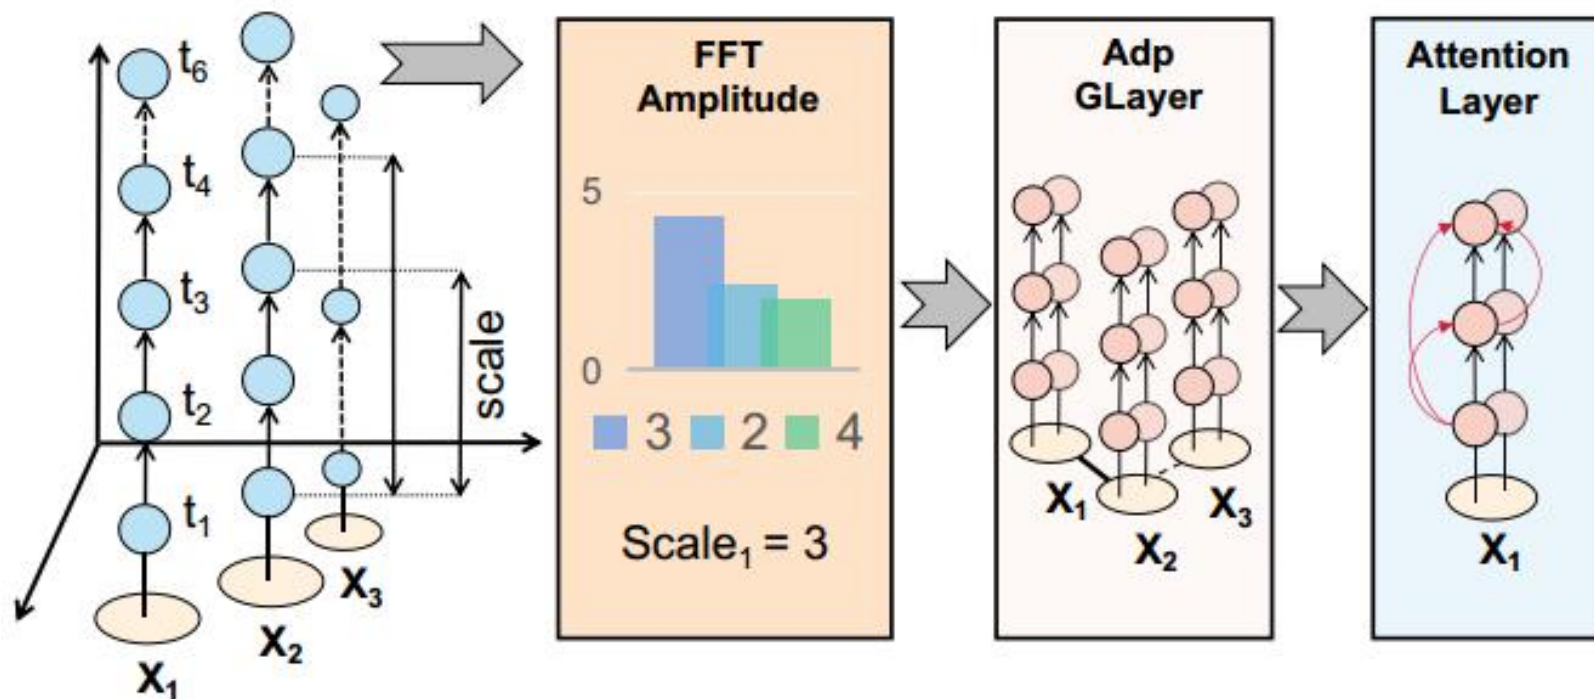 t₆
t₄
t₃
t₂
t₁
X₁
X₂
X₃
scale
FFT
Amplitude
5
0
3 2 4
Scale₁ = 3
Adp
GLayer
X₁
X₂
X₃
Attention
Layer
X₁